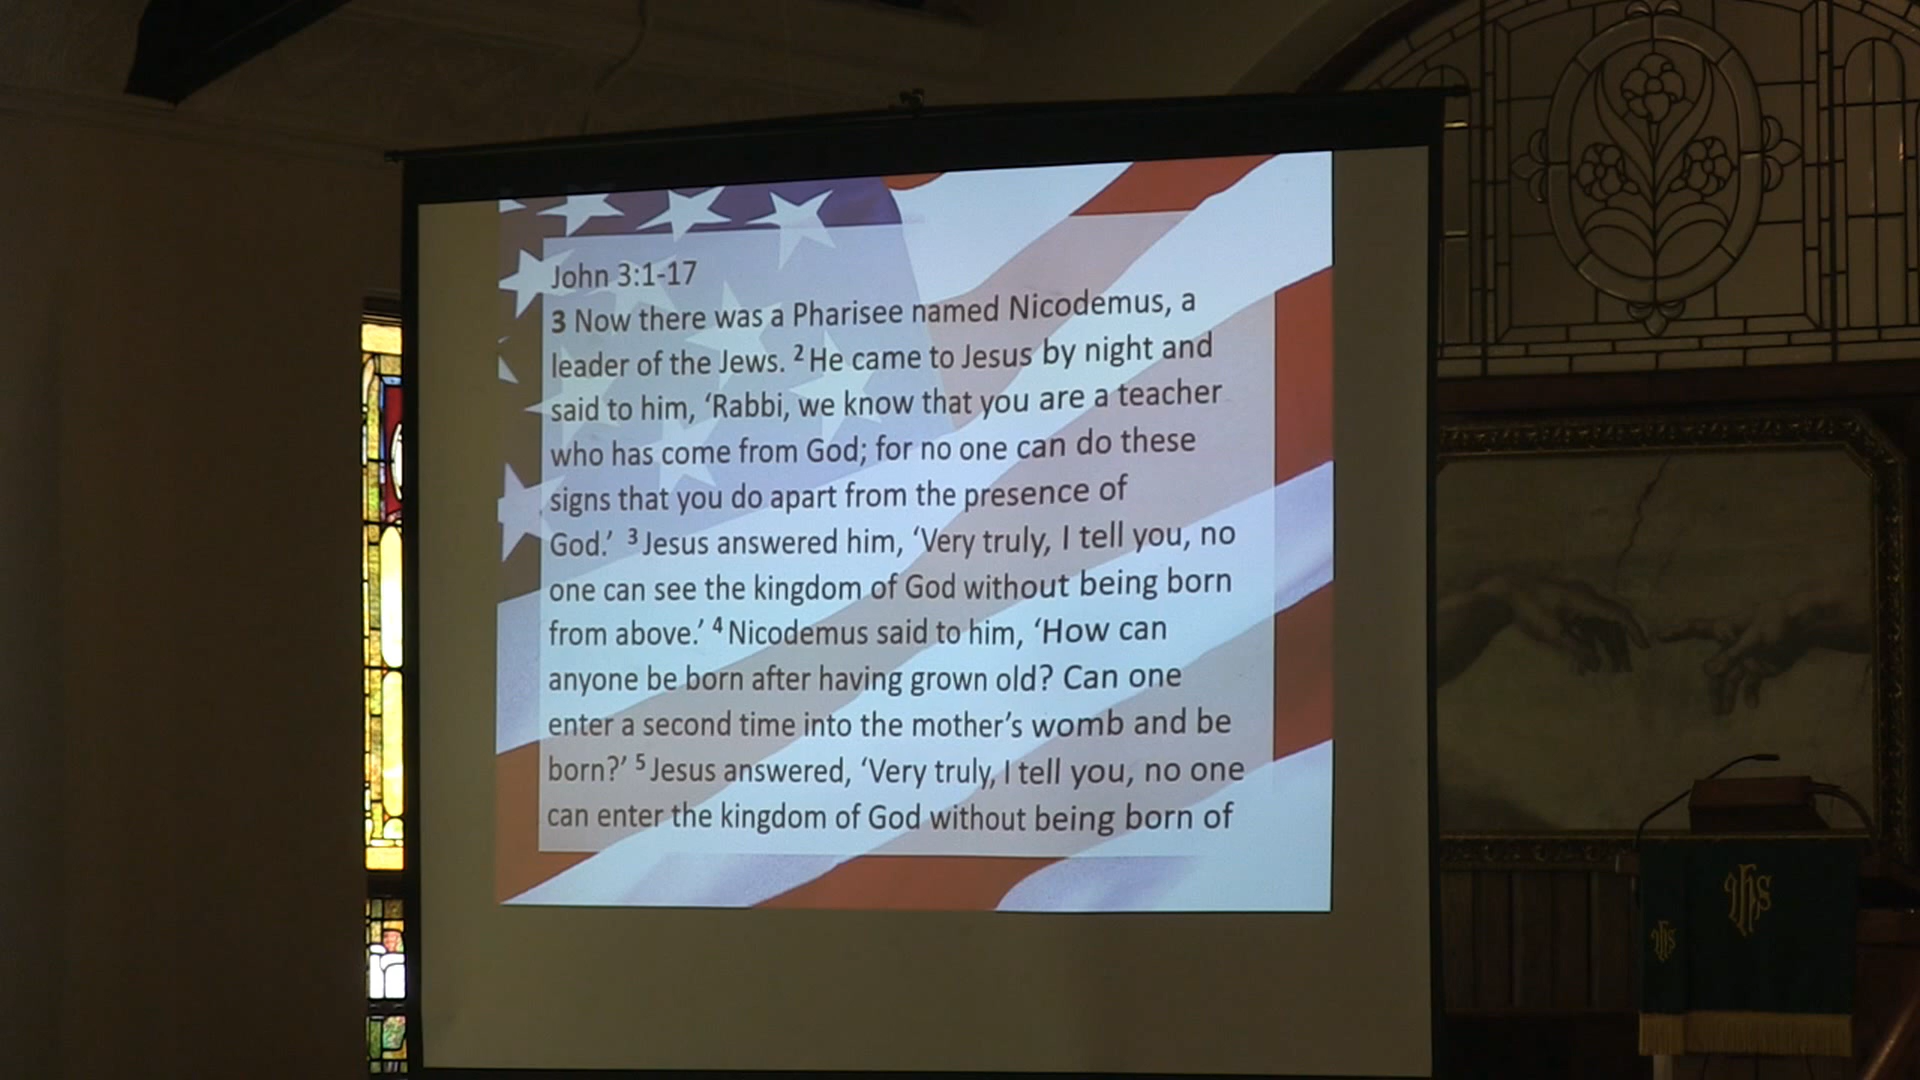 John 3:1-17
3 Now there was a Pharisee named Nicodemus, a
leader of the Jews. 2 He came to Jesus by night and
said to him, ‘Rabbi, we know that you are a teacher
who has come from God; for no one can do these
signs that you do apart from the presence of
God.’ 3 Jesus answered him, ‘Very truly, I tell you, no
one can see the kingdom of God without being born
from above.’ 4 Nicodemus said to him, ‘How can
anyone be born after having grown old? Can one
enter a second time into the mother’s womb and be
born?’ 5 Jesus answered, ‘Very truly, I tell you, no one
can enter the kingdom of God without being born of
ihs
ihs